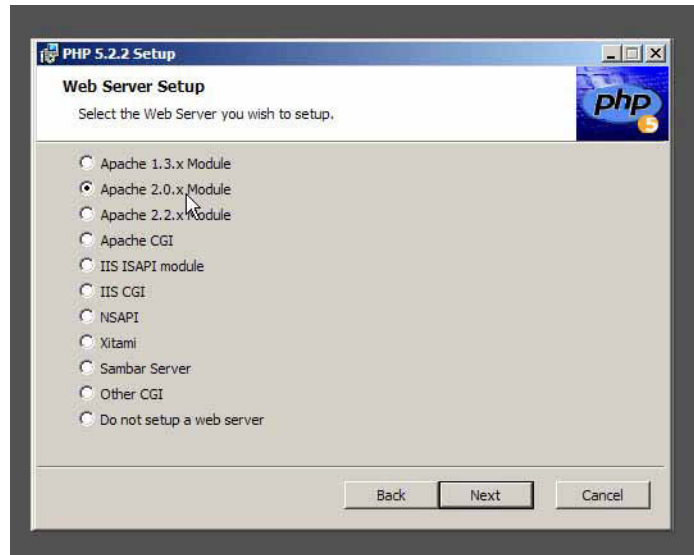 PHP 5.2.2 Setup
Web Server Setup
Select the Web Server you wish to setup.
php
5
Apache 1.3.x Module
Apache 2.0.x Module
Apache 2.2.x Module
Apache CGI
IIS ISAPI module
IIS CGI
NSAPI
Xitami
Sambar Server
Other CGI
Do not setup a web server
Back Next Cancel